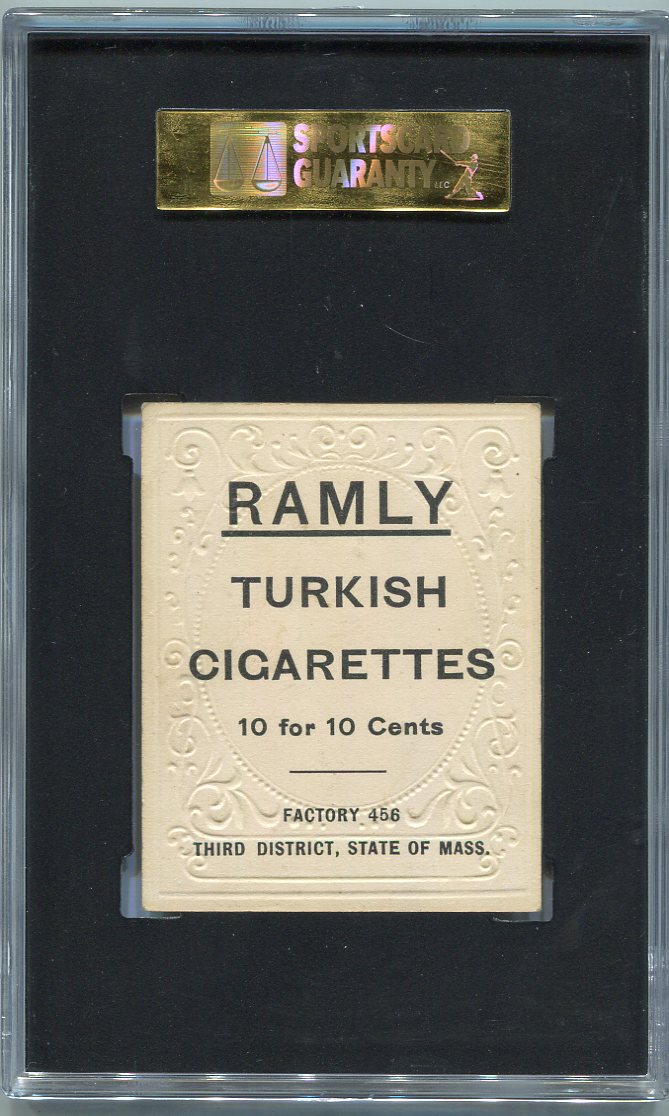 SPORTSCARD
GUARANTY LLC
RAMLY
TURKISH
CIGARETTES
10 for 10 Cents
FACTORY 456
THIRD DISTRICT, STATE OF MASS.